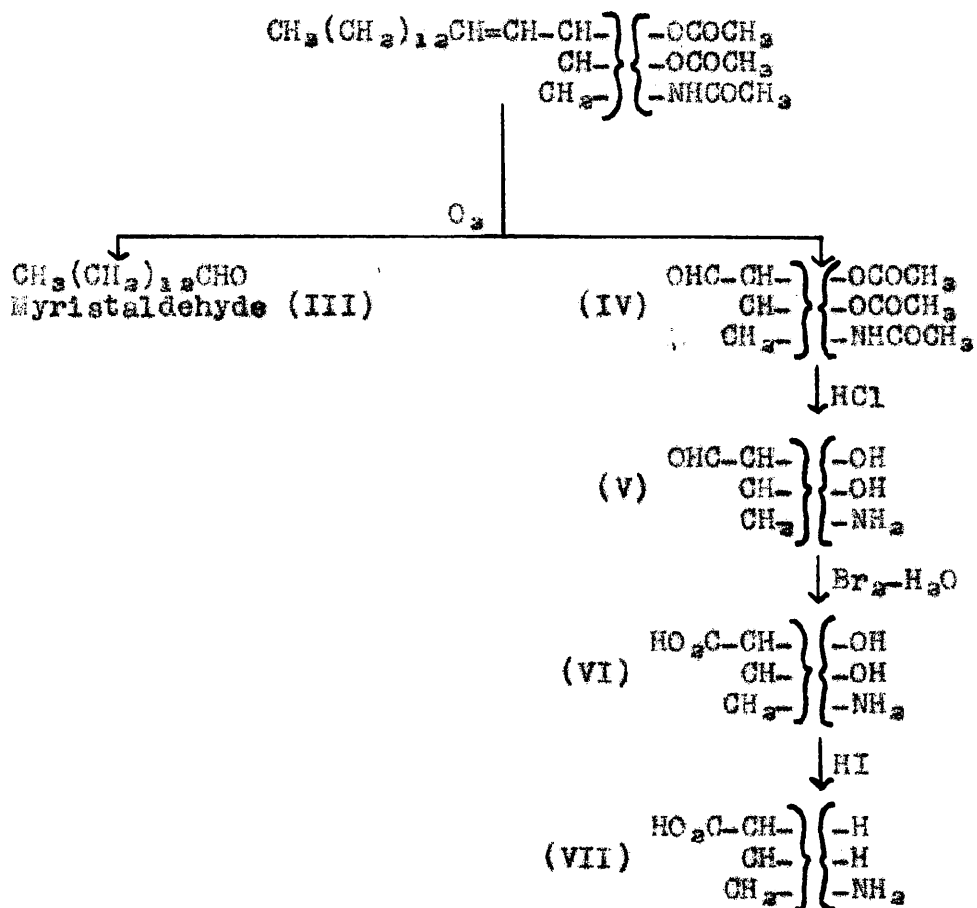 CH₃(CH₂)₁₂CH=CH-CH- -OCOCH₃
CH- -OCOCH₃
CH₂- -NHCOCH₃
O₃
CH₃(CH₂)₁₂CHO
Myristaldehyde (III)
(IV) OHC-CH- -OCOCH₃
CH- -OCOCH₃
CH₂- -NHCOCH₃
HCl
(V) OHC-CH- -OH
CH- -OH
CH₂- -NH₂
Br₂-H₂O
(VI) HO₂C-CH- -OH
CH- -OH
CH₂- -NH₂
HI
(VII) HO₂C-CH- -H
CH- -H
CH₂- -NH₂